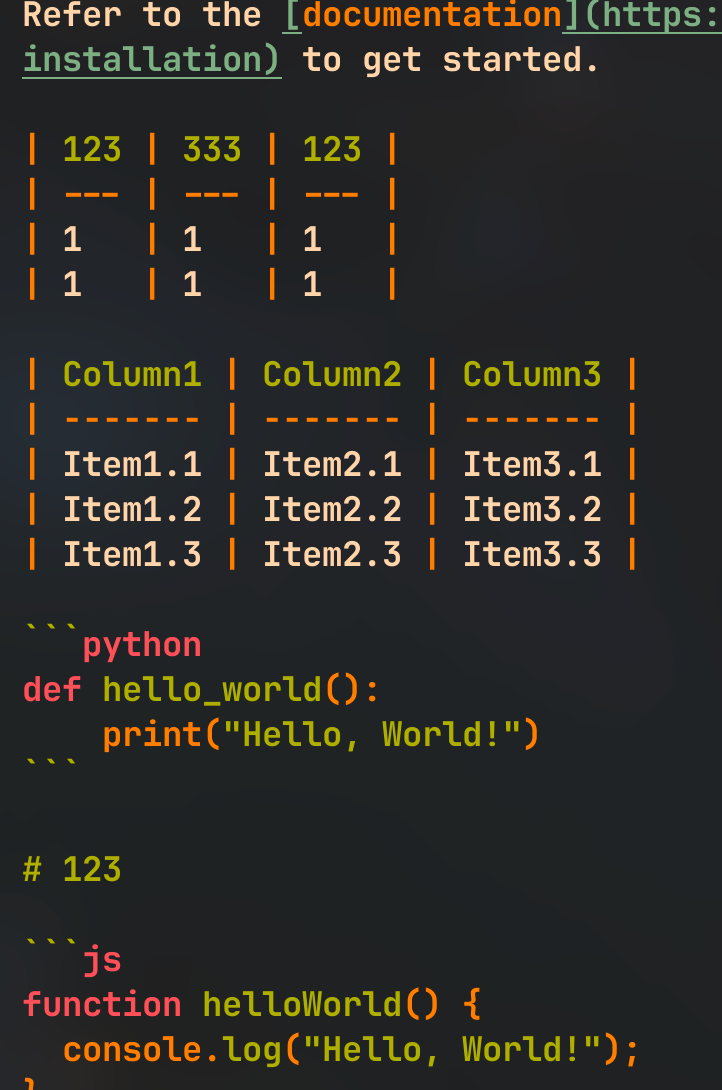 Refer to the [documentation](https:
installation) to get started.
| 123 | 333 | 123 |
| --- | --- | --- |
| 1   | 1   | 1   |
| 1   | 1   | 1   |
| Column1 | Column2 | Column3 |
| ------- | ------- | ------- |
| Item1.1 | Item2.1 | Item3.1 |
| Item1.2 | Item2.2 | Item3.2 |
| Item1.3 | Item2.3 | Item3.3 |
```python
def hello_world():
    print("Hello, World!")
```
# 123
```js
function helloWorld() {
  console.log("Hello, World!");
}